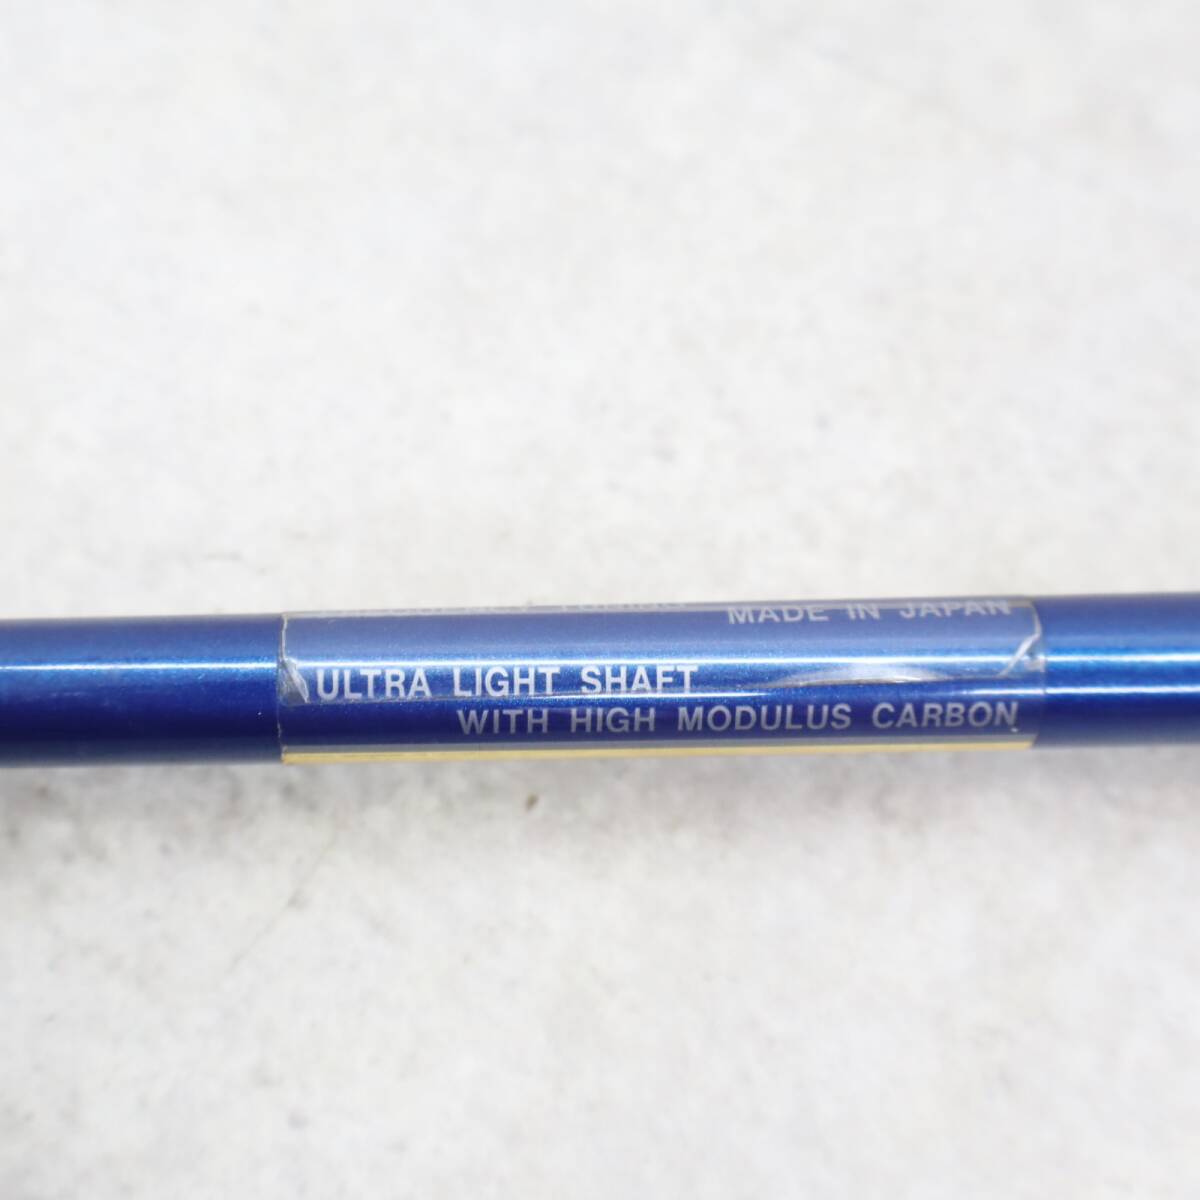 MADE IN JAPAN
ULTRA LIGHT SHAFT
WITH HIGH MODULUS CARBON